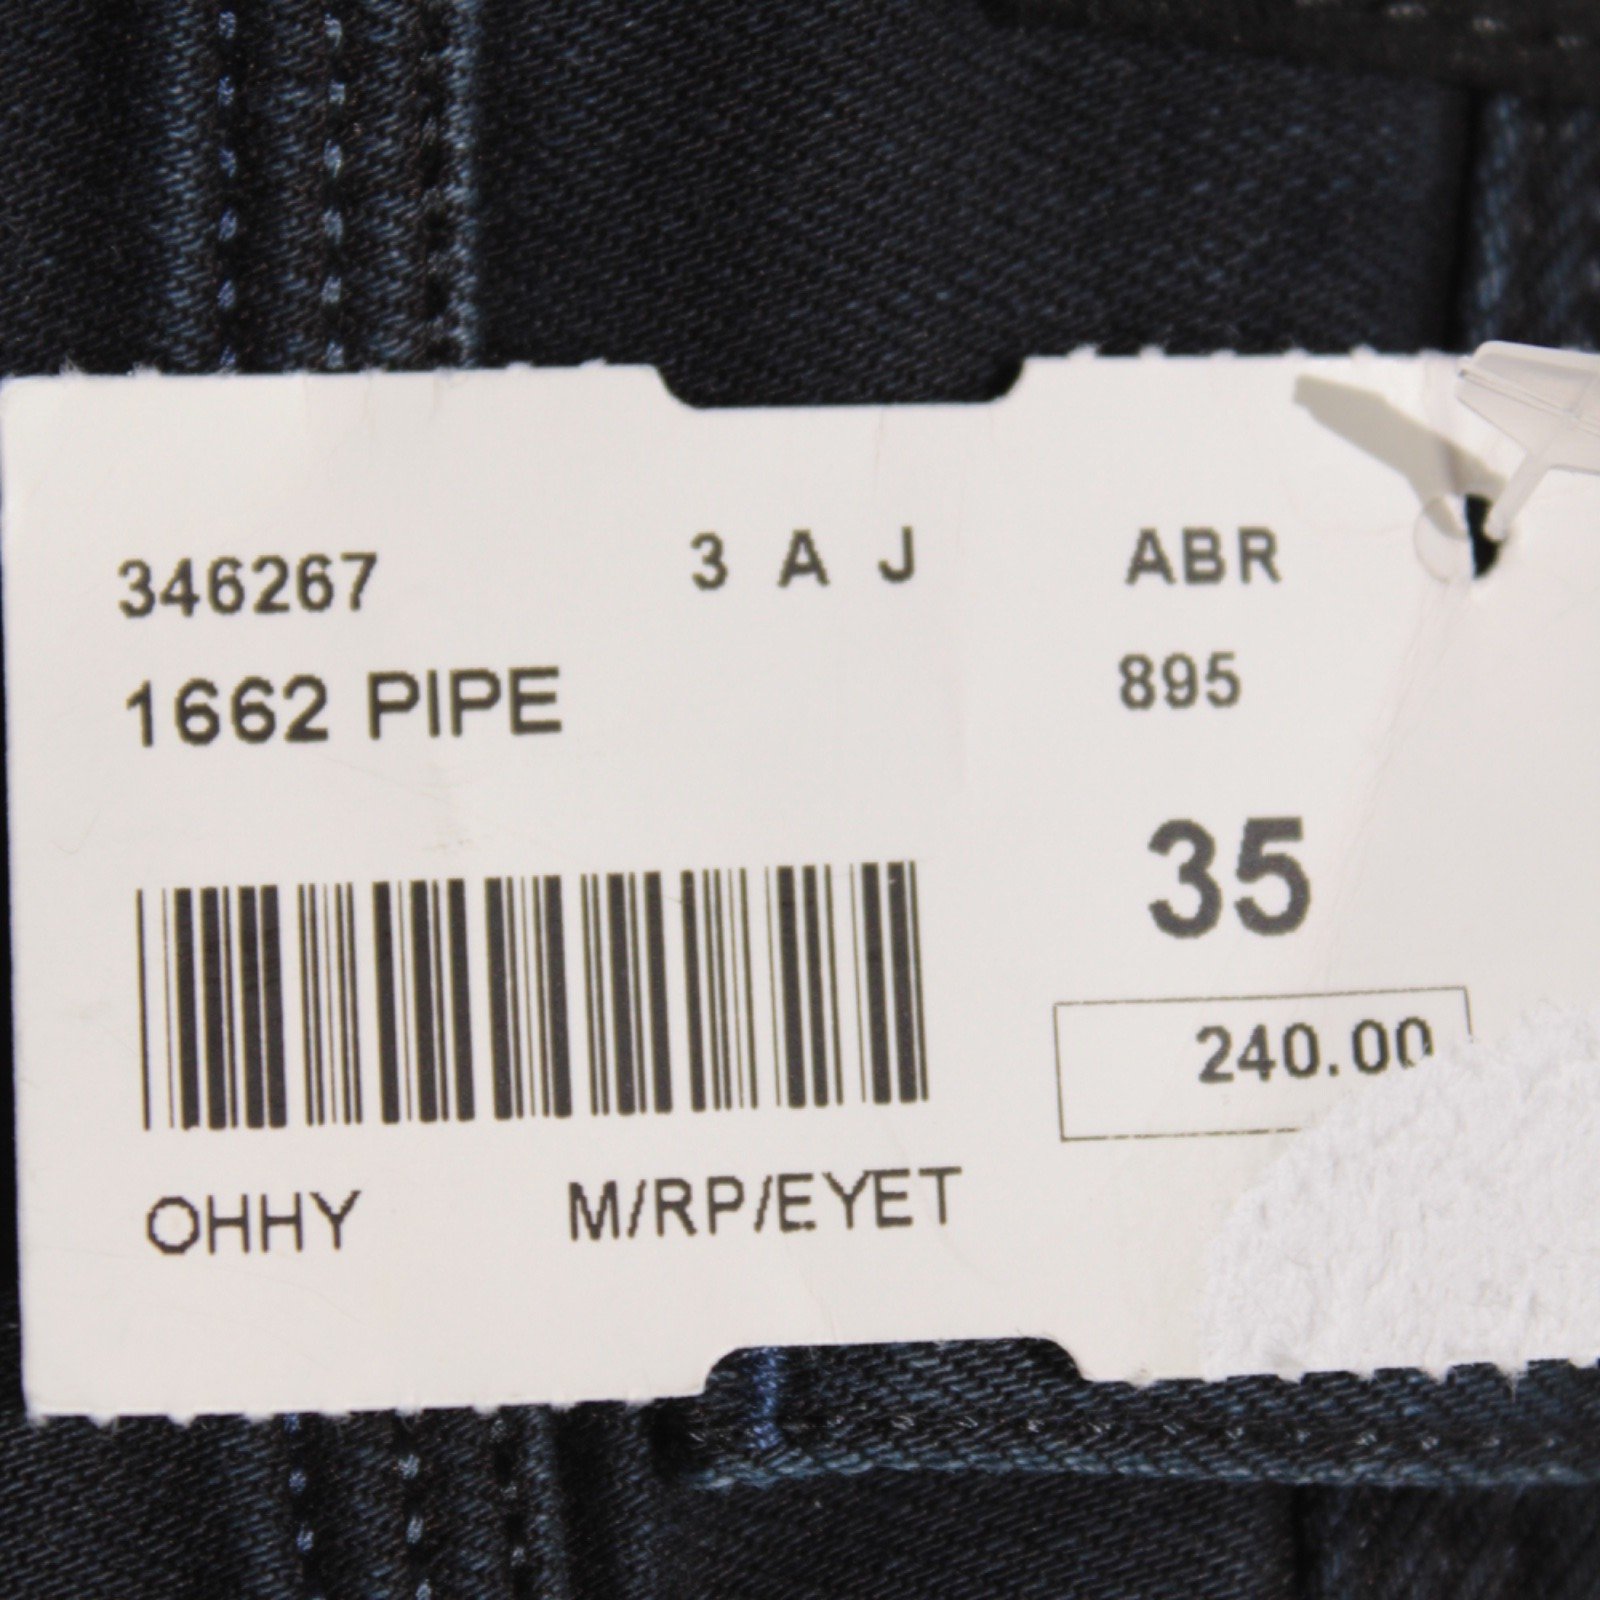 346267 3 A J ABR
1662 PIPE 895
35
240.00
OHHY M/RP/EYET